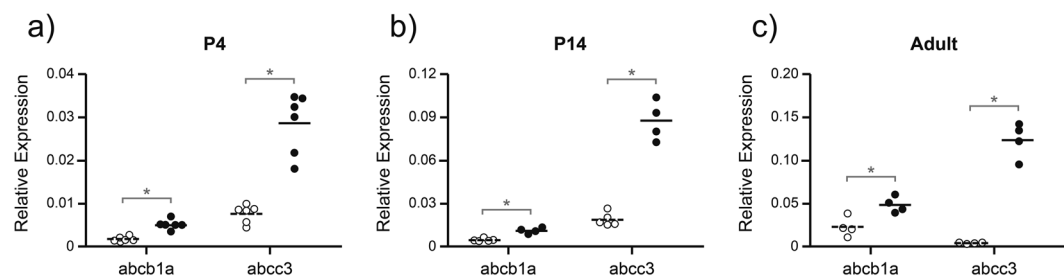 a)
P4
Relative Expression
0.04
0.03
0.02
0.01
0
*
*
abcb1a
abcc3
b)
P14
Relative Expression
0.12
0.09
0.06
0.03
0
*
*
abcb1a
abcc3
c)
Adult
Relative Expression
0.20
0.15
0.10
0.05
0
*
*
abcb1a
abcc3